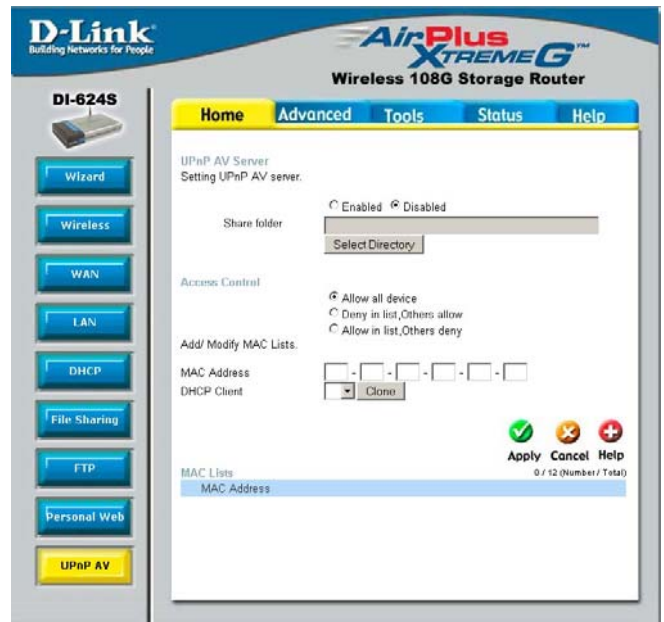 D-Link
Building Networks for People
AirPlus
XTREME G™
Wireless 108G Storage Router
DI-624S
Home Advanced Tools Status Help
Wizard
Wireless
WAN
LAN
DHCP
File Sharing
FTP
Personal Web
UPnP AV
UPnP AV Server
Setting UPnP AV server.
Enabled Disabled
Share folder
Select Directory
Access Control
Allow all device
Deny in list,Others allow
Allow in list,Others deny
Add/ Modify MAC Lists.
MAC Address - - - - -
DHCP Client Clone
Apply Cancel Help
MAC Lists 0 / 12 (Number / Total)
MAC Address